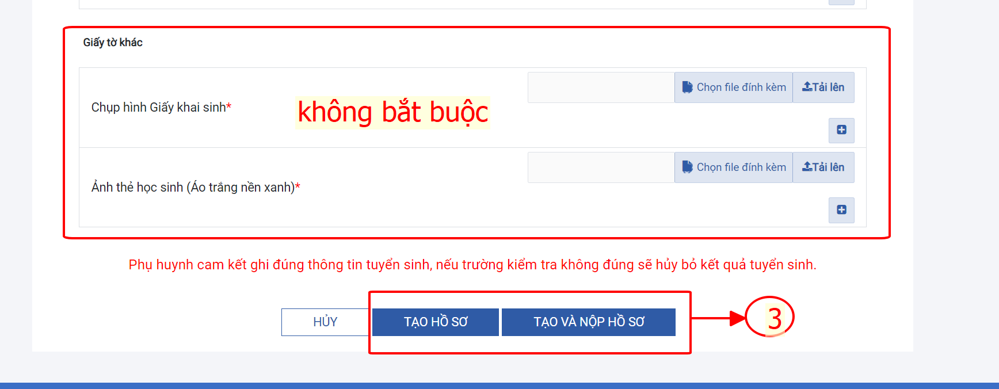 Giấy tờ khác
Chọn file đính kèm Tải lên
Chụp hình Giấy khai sinh*
không bắt buộc
Chọn file đính kèm Tải lên
Ảnh thẻ học sinh (Áo trắng nền xanh)*
Phụ huynh cam kết ghi đúng thông tin tuyển sinh, nếu trường kiểm tra không đúng sẽ hủy bỏ kết quả tuyển sinh.
HỦY TẠO HỒ SƠ TẠO VÀ NỘP HỒ SƠ 3